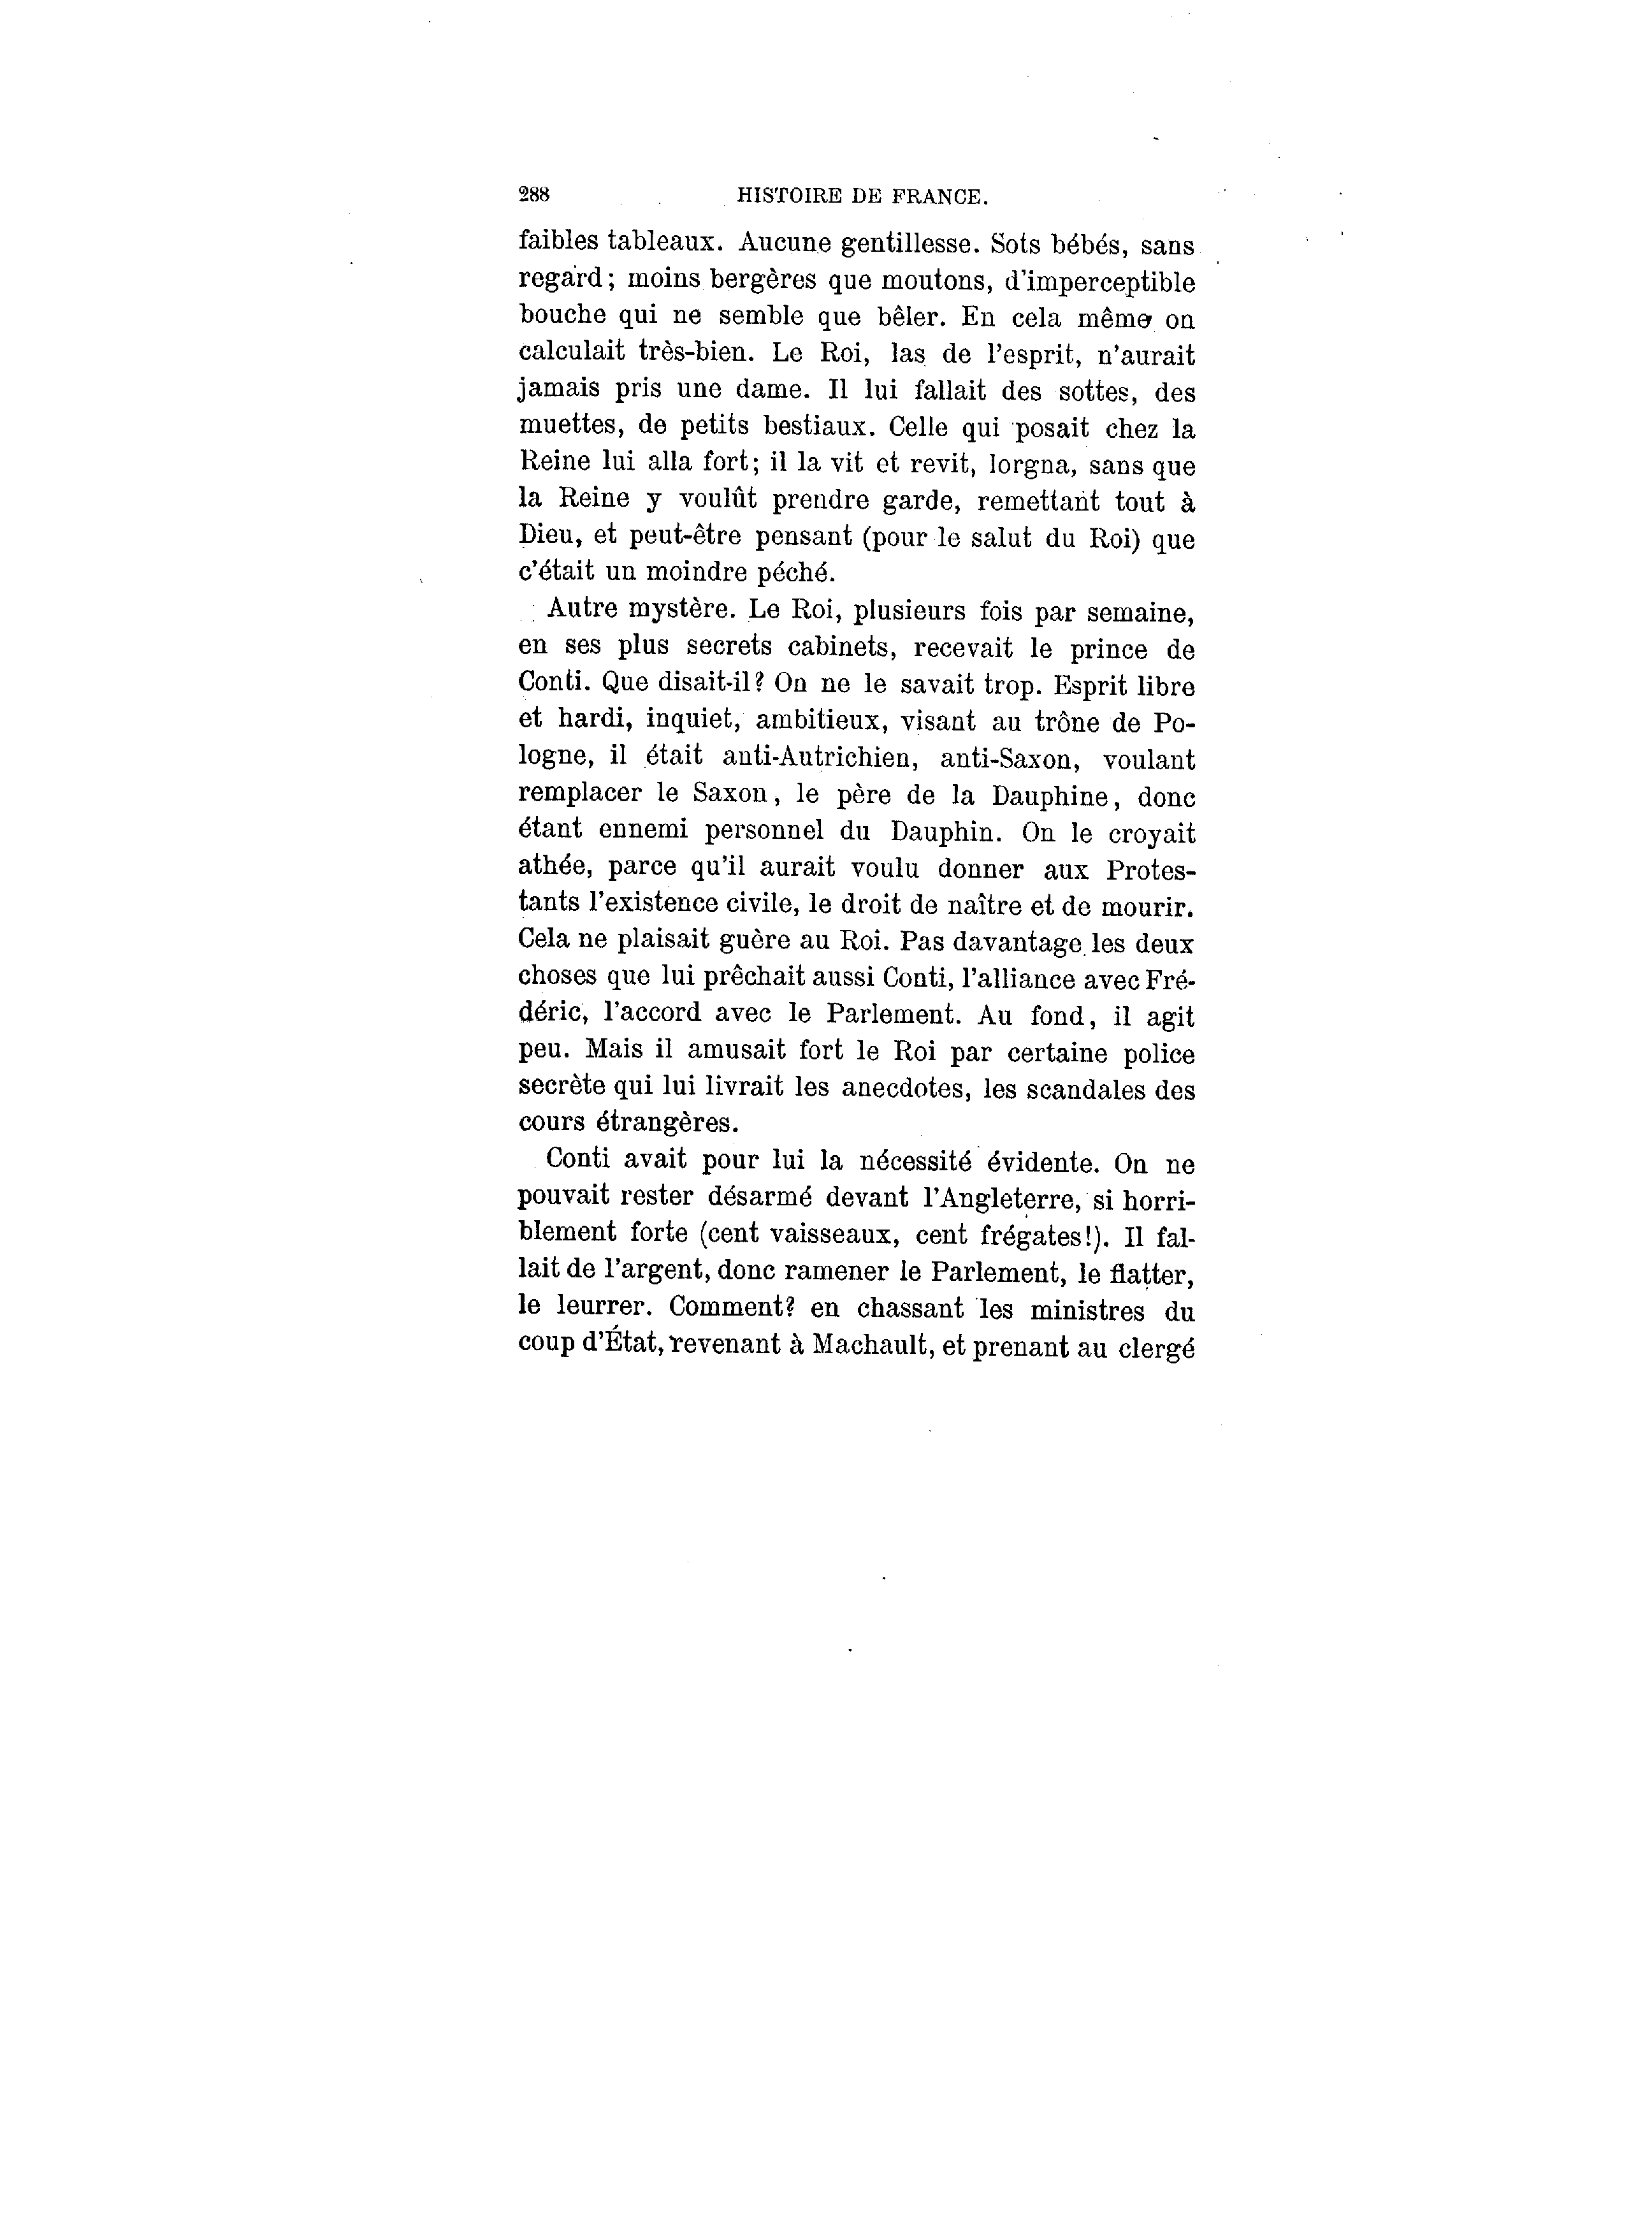 288 HISTOIRE DE FRANCE.
faibles tableaux. Aucune gentillesse. Sots bébés, sans
regard; moins bergères que moutons, d'imperceptible
bouche qui ne semble que bêler. En cela même on
calculait très-bien. Le Roi, las de l'esprit, n'aurait
jamais pris une dame. Il lui fallait des sottes, des
muettes, de petits bestiaux. Celle qui posait chez la
Reine lui alla fort; il la vit et revit, lorgna, sans que
la Reine y voulût prendre garde, remettant tout à
Dieu, et peut-être pensant (pour le salut du Roi) que
c'était un moindre péché.
Autre mystère. Le Roi, plusieurs fois par semaine,
en ses plus secrets cabinets, recevait le prince de
Conti. Que disait-il? On ne le savait trop. Esprit libre
et hardi, inquiet, ambitieux, visant au trône de Po-
logne, il était anti-Autrichien, anti-Saxon, voulant
remplacer le Saxon, le père de la Dauphine, donc
étant ennemi personnel du Dauphin. On le croyait
athée, parce qu'il aurait voulu donner aux Protes-
tants l'existence civile, le droit de naître et de mourir.
Cela ne plaisait guère au Roi. Pas davantage les deux
choses que lui prêchait aussi Conti, l'alliance avec Fré-
déric, l'accord avec le Parlement. Au fond, il agit
peu. Mais il amusait fort le Roi par certaine police
secrète qui lui livrait les anecdotes, les scandales des
cours étrangères.
Conti avait pour lui la nécessité évidente. On ne
pouvait rester désarmé devant l'Angleterre, si horri-
blement forte (cent vaisseaux, cent frégates!). Il fal-
lait de l'argent, donc ramener le Parlement, le flatter,
le leurrer. Comment? en chassant les ministres du
coup d'État, revenant à Machault, et prenant au clergé